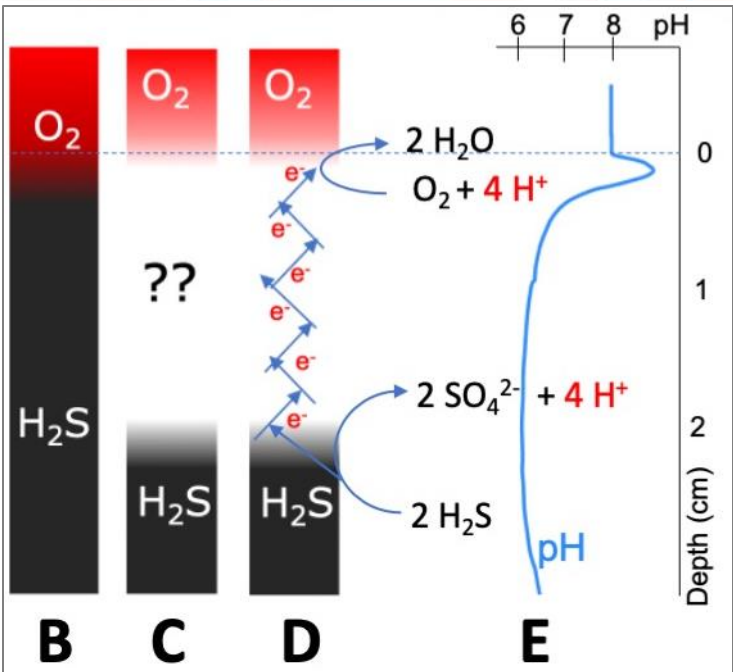 6 7 8 pH
O₂
O₂
O₂
2 H₂O
0
e⁻
O₂ + 4 H⁺
e⁻
??
e⁻
1
e⁻
e⁻
2 SO₄²⁻ + 4 H⁺
H₂S
e⁻
2
H₂S
H₂S
2 H₂S
pH
Depth (cm)
B C D E